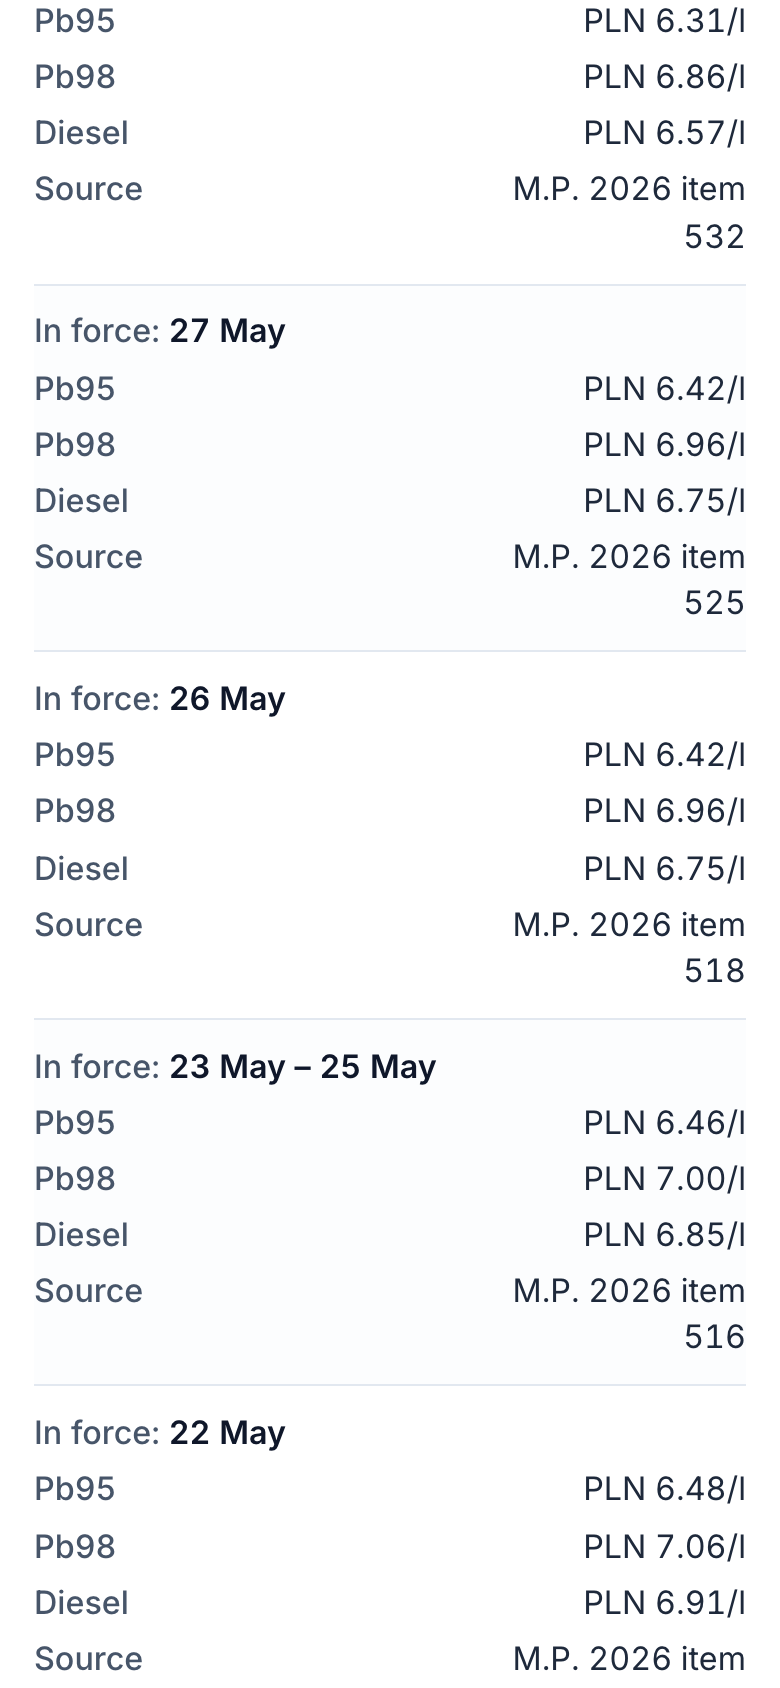 Pb95 PLN 6.31/l
Pb98 PLN 6.86/l
Diesel PLN 6.57/l
Source M.P. 2026 item
532
In force: 27 May
Pb95 PLN 6.42/l
Pb98 PLN 6.96/l
Diesel PLN 6.75/l
Source M.P. 2026 item
525
In force: 26 May
Pb95 PLN 6.42/l
Pb98 PLN 6.96/l
Diesel PLN 6.75/l
Source M.P. 2026 item
518
In force: 23 May – 25 May
Pb95 PLN 6.46/l
Pb98 PLN 7.00/l
Diesel PLN 6.85/l
Source M.P. 2026 item
516
In force: 22 May
Pb95 PLN 6.48/l
Pb98 PLN 7.06/l
Diesel PLN 6.91/l
Source M.P. 2026 item